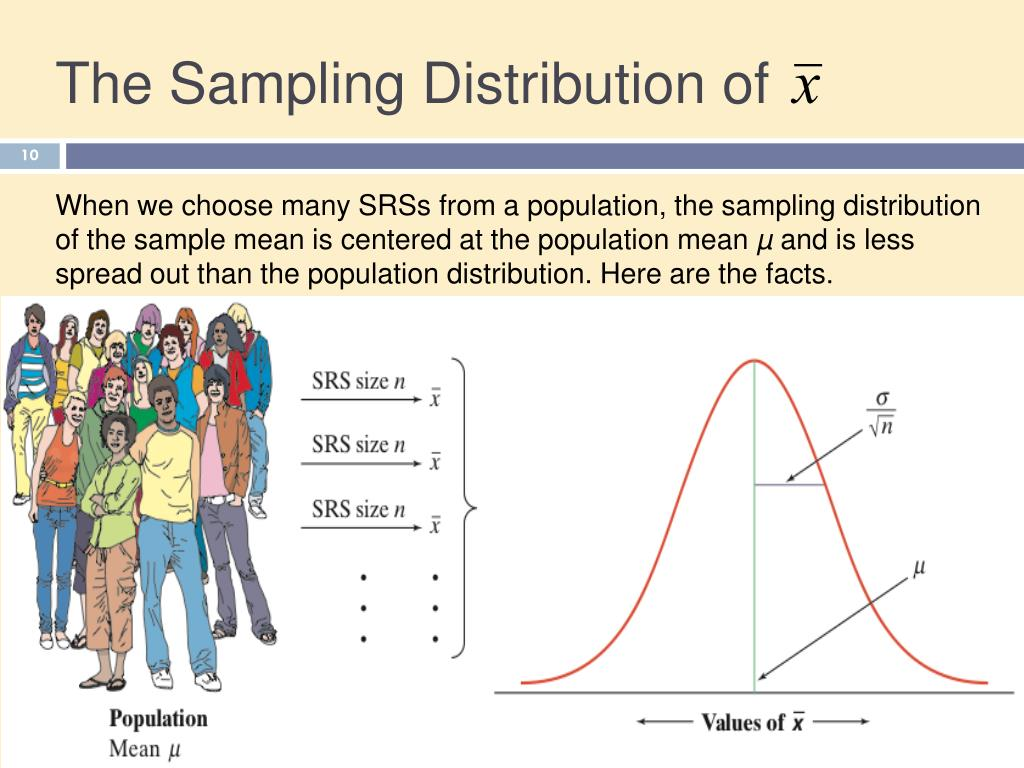 The Sampling Distribution of x̅
10
When we choose many SRSs from a population, the sampling distribution
of the sample mean is centered at the population mean µ and is less
spread out than the population distribution. Here are the facts.
SRS size n
x̅
SRS size n
x̅
SRS size n
x̅
σ
√n
μ
Population
Mean μ
Values of x̅